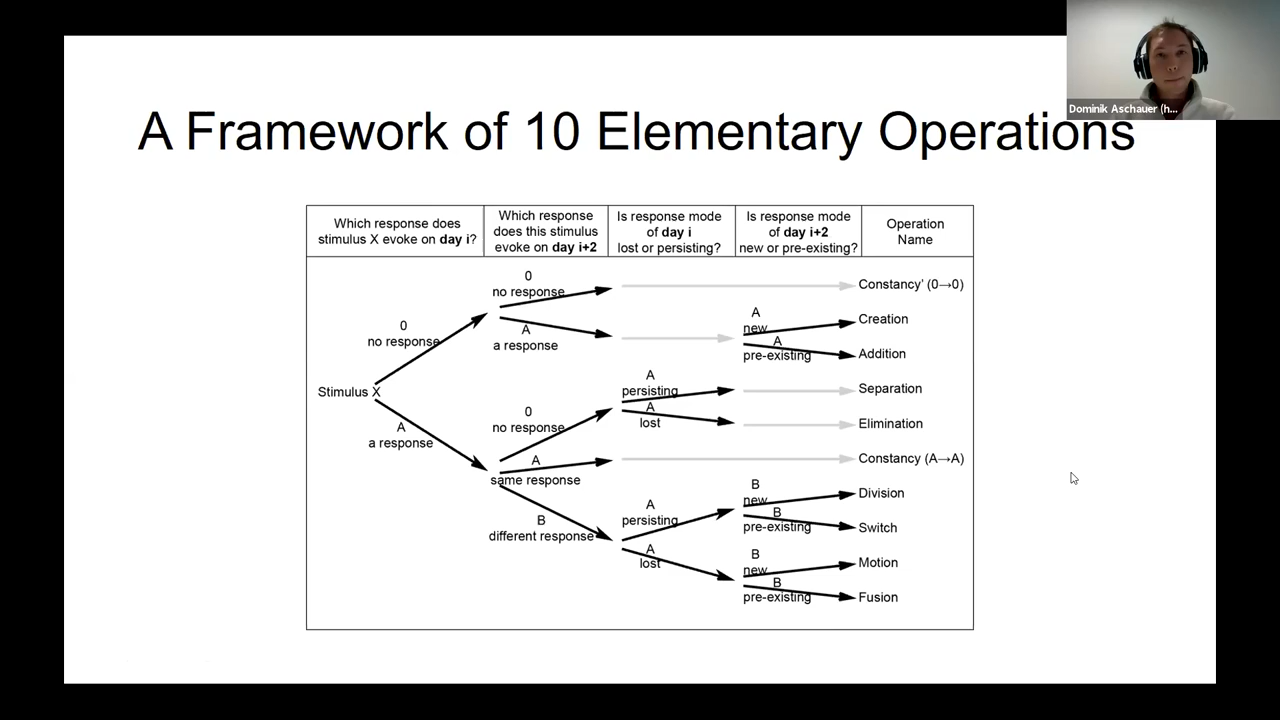 Dominik Aschauer (h...
A Framework of 10 Elementary Operations
Which response does
stimulus X evoke on day i?
Which response
does this stimulus
evoke on day i+2
Is response mode
of day i
lost or persisting?
Is response mode
of day i+2
new or pre-existing?
Operation
Name
0
no response
Constancy' (0→0)
A
new
Creation
0
no response
A
a response
A
pre-existing
Addition
Stimulus X
A
persisting
Separation
A
a response
0
no response
A
lost
Elimination
A
same response
Constancy (A→A)
B
new
Division
B
different response
A
persisting
B
pre-existing
Switch
A
lost
B
new
Motion
B
pre-existing
Fusion